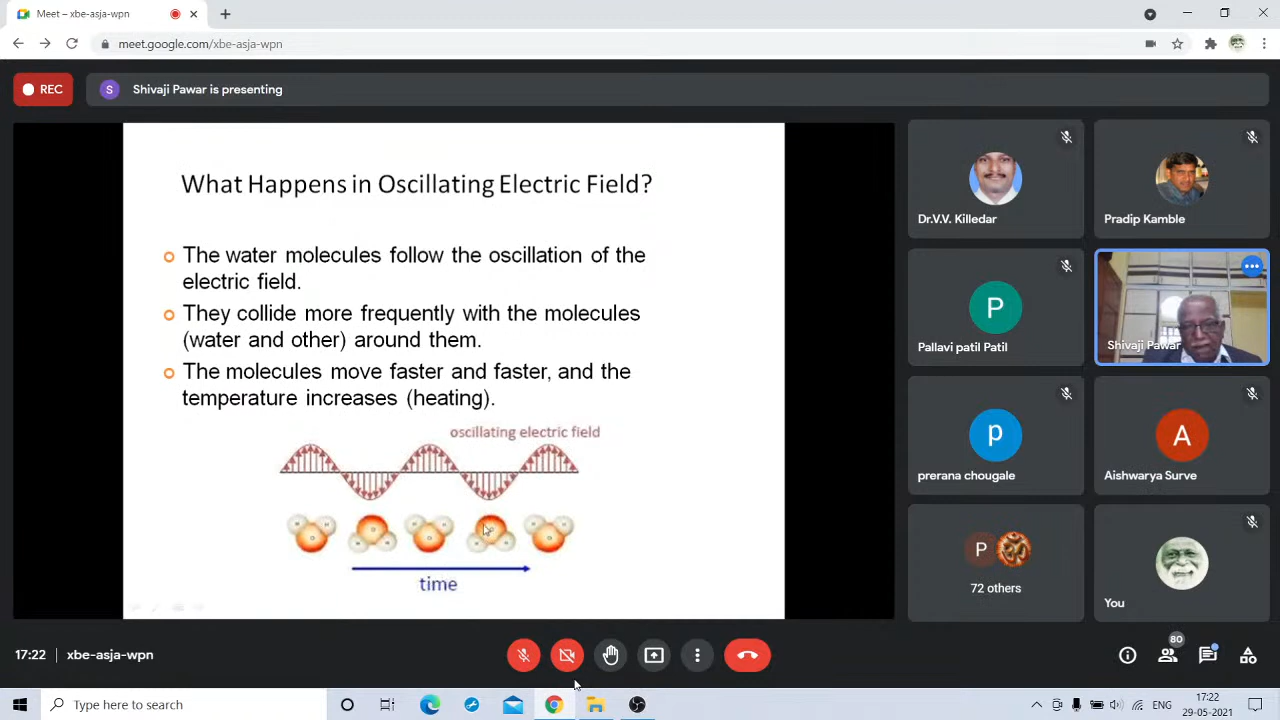 Meet – xbe-asja-wpn
meet.google.com/xbe-asja-wpn
REC
S
Shivaji Pawar is presenting
What Happens in Oscillating Electric Field?
The water molecules follow the oscillation of the
electric field.
They collide more frequently with the molecules
(water and other) around them.
The molecules move faster and faster, and the
temperature increases (heating).
oscillating electric field
time
Dr.V.V. Killedar
Pradip Kamble
P
Pallavi patil Patil
Shivaji Pawar
p
prerana chougale
A
Aishwarya Surve
P
72 others
You
17:22 | xbe-asja-wpn
80
Type here to search
ENG
17:22
29-05-2021